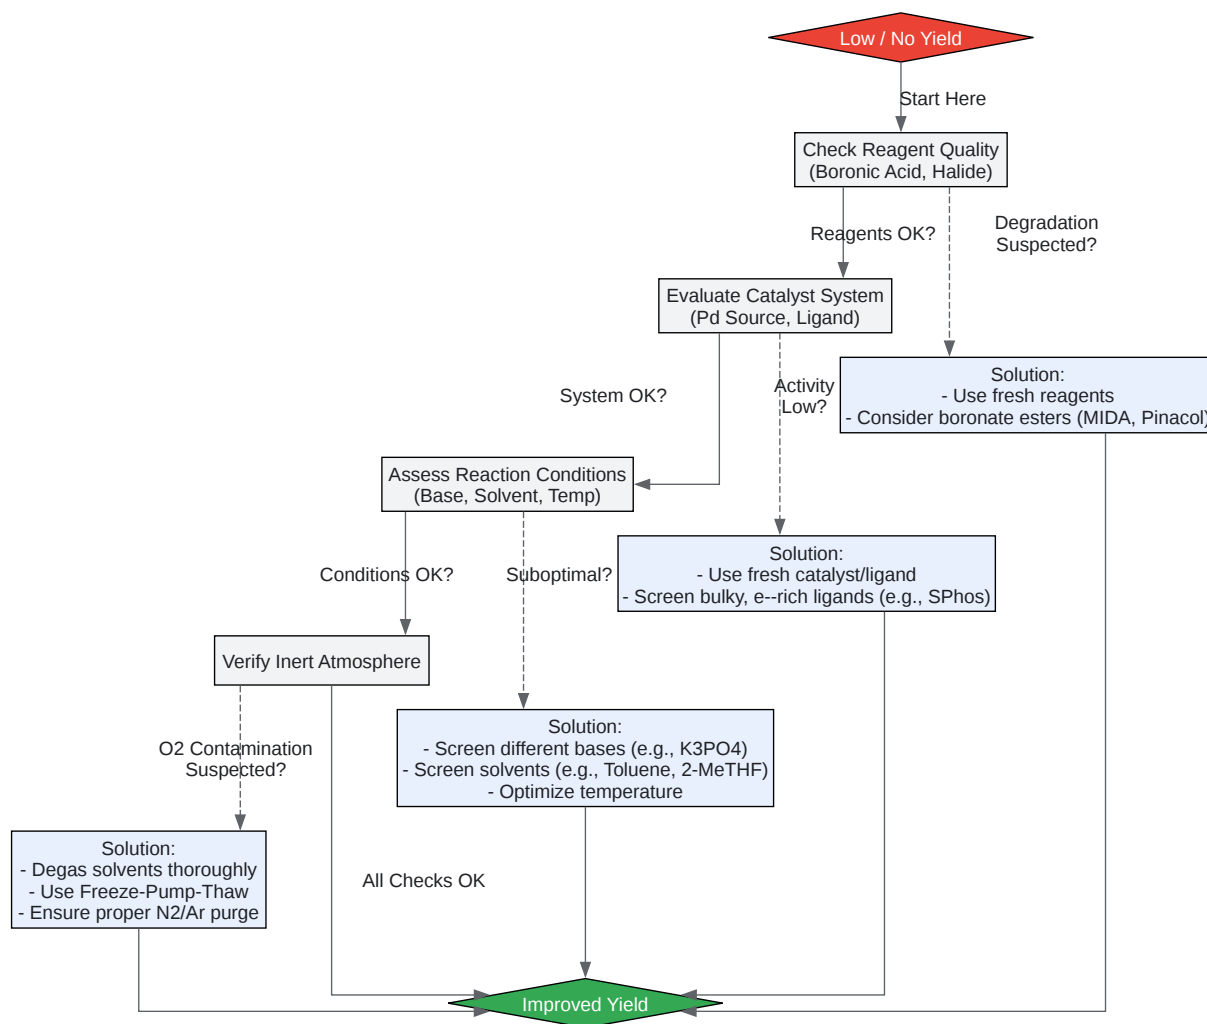 Low / No Yield
Start Here
Check Reagent Quality
(Boronic Acid, Halide)
Reagents OK?
Degradation
Suspected?
Evaluate Catalyst System
(Pd Source, Ligand)
System OK?
Activity
Low?
Solution:
- Use fresh reagents
- Consider boronate esters (MIDA, Pinacol)
Assess Reaction Conditions
(Base, Solvent, Temp)
Conditions OK?
Suboptimal?
Solution:
- Use fresh catalyst/ligand
- Screen bulky, e--rich ligands (e.g., SPhos)
Verify Inert Atmosphere
O2 Contamination
Suspected?
Solution:
- Screen different bases (e.g., K3PO4)
- Screen solvents (e.g., Toluene, 2-MeTHF)
- Optimize temperature
Solution:
- Degas solvents thoroughly
- Use Freeze-Pump-Thaw
- Ensure proper N2/Ar purge
All Checks OK
Improved Yield